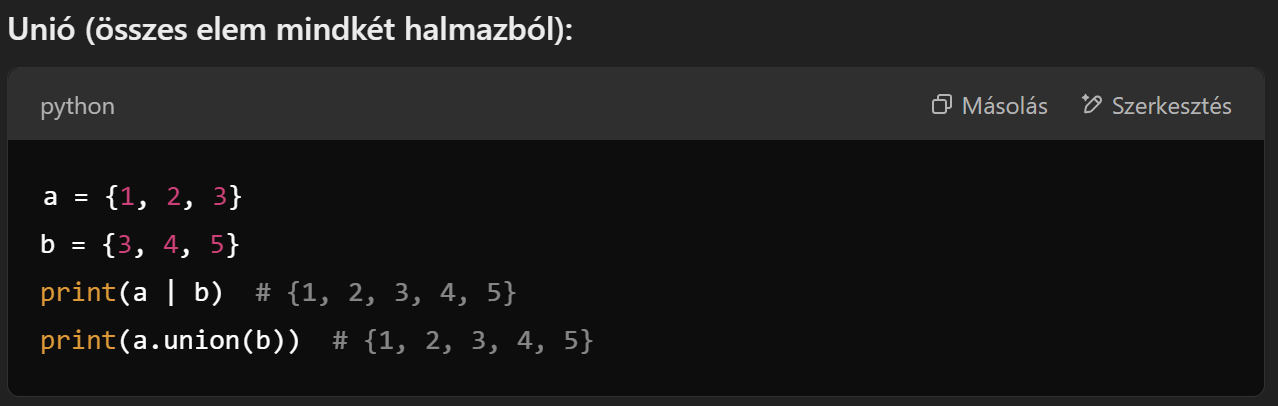 Unió (összes elem mindkét halmazból):
python
Másolás
Szerkesztés
a = {1, 2, 3}
b = {3, 4, 5}
print(a | b)  # {1, 2, 3, 4, 5}
print(a.union(b))  # {1, 2, 3, 4, 5}